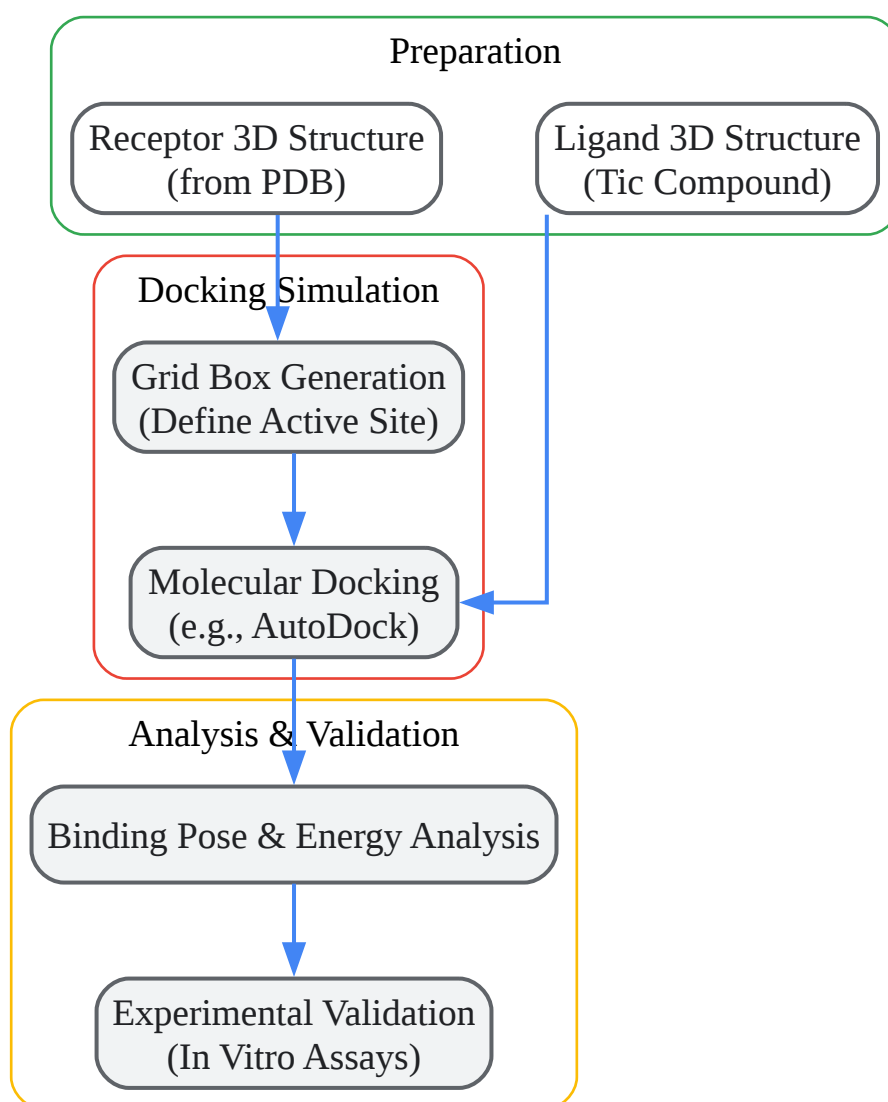 Preparation
Receptor 3D Structure
(from PDB)
Ligand 3D Structure
(Tic Compound)
Docking Simulation
Grid Box Generation
(Define Active Site)
Molecular Docking
(e.g., AutoDock)
Analysis & Validation
Binding Pose & Energy Analysis
Experimental Validation
(In Vitro Assays)